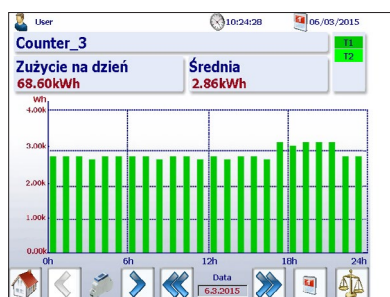 User 10:24:28 06/03/2015
Counter_3 T1
T2
Zużycie na dzień Średnia
68.60kWh 2.86kWh
Wh
4.00k
3.00k
2.00k
1.00k
0.00k
0h 6h 12h 18h 24h
Data
6.3.2015